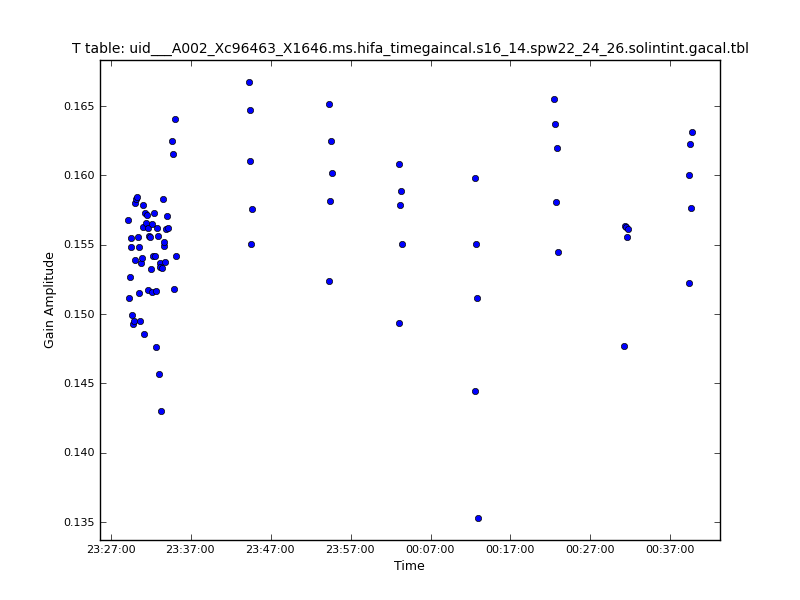 T table: uid___A002_Xc96463_X1646.ms.hifa_timegaincal.s16_14.spw22_24_26.solintint.gacal.tbl
0.165
0.160
0.155
0.150
0.145
0.140
0.135
Gain Amplitude
23:27:00 23:37:00 23:47:00 23:57:00 00:07:00 00:17:00 00:27:00 00:37:00
Time